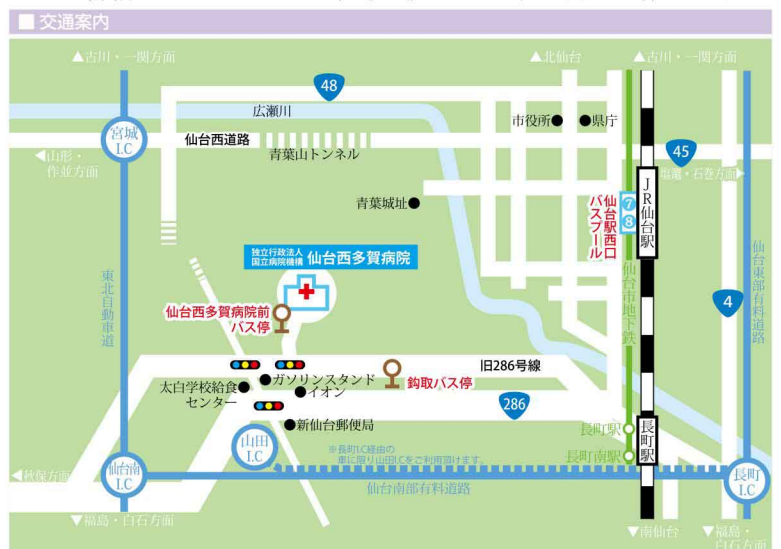 ■ 交通案内
▲古川・一関方面
▲北仙台
▲古川・一関方面
48
広瀬川
市役所
県庁
宮城
I.C
仙台西道路
青葉山トンネル
45
◀山形・
作並方面
塩竈・石巻方面▶
青葉城址
仙台駅西口
バスプール
7
8
JR仙台駅
独立行政法人
国立病院機構 仙台西多賀病院
仙台市地下鉄
仙台東部有料道路
東北自動車道
4
仙台西多賀病院前
バス停
旧286号線
ガソリンスタンド
太白学校給食
センター
イオン
鈎取バス停
286
新仙台郵便局
長町駅
長町駅
山田
I.C
※長町I.C経由の
車に限り山田I.Cをご利用頂けます。
長町南駅
◀秋保方面
仙台南
I.C
仙台南部有料道路
長町
I.C
▼福島・白石方面
▼南仙台
▼福島・
白石方面